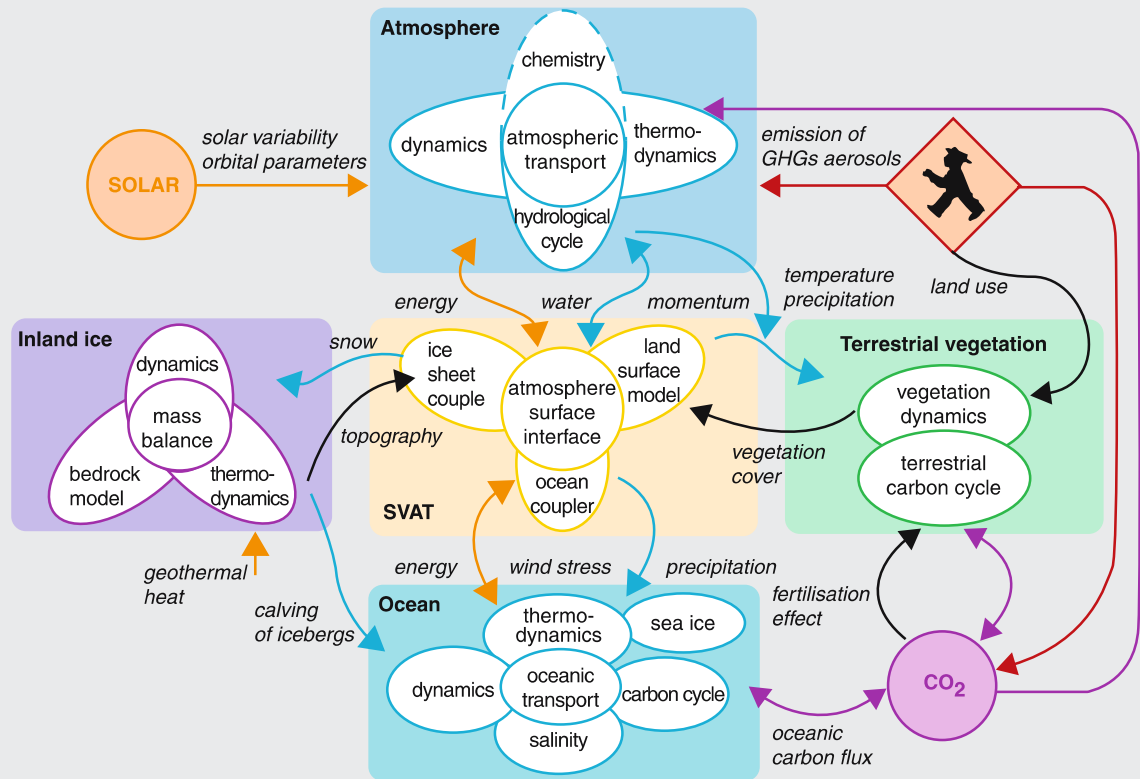 Atmosphere
chemistry
dynamics
atmospheric
transport
thermo-
dynamics
hydrological
cycle
solar variability
orbital parameters
SOLAR
emission of
GHGs aerosols
energy
water
momentum
temperature
precipitation
land use
Inland ice
dynamics
mass
balance
bedrock
model
thermo-
dynamics
snow
topography
geothermal
heat
calving
of icebergs
ice
sheet
couple
atmosphere
surface
interface
land
surface
model
ocean
coupler
SVAT
Terrestrial vegetation
vegetation
dynamics
terrestrial
carbon cycle
vegetation
cover
energy
wind stress
precipitation
fertilisation
effect
Ocean
thermo-
dynamics
sea ice
dynamics
oceanic
transport
carbon cycle
salinity
oceanic
carbon flux
CO₂